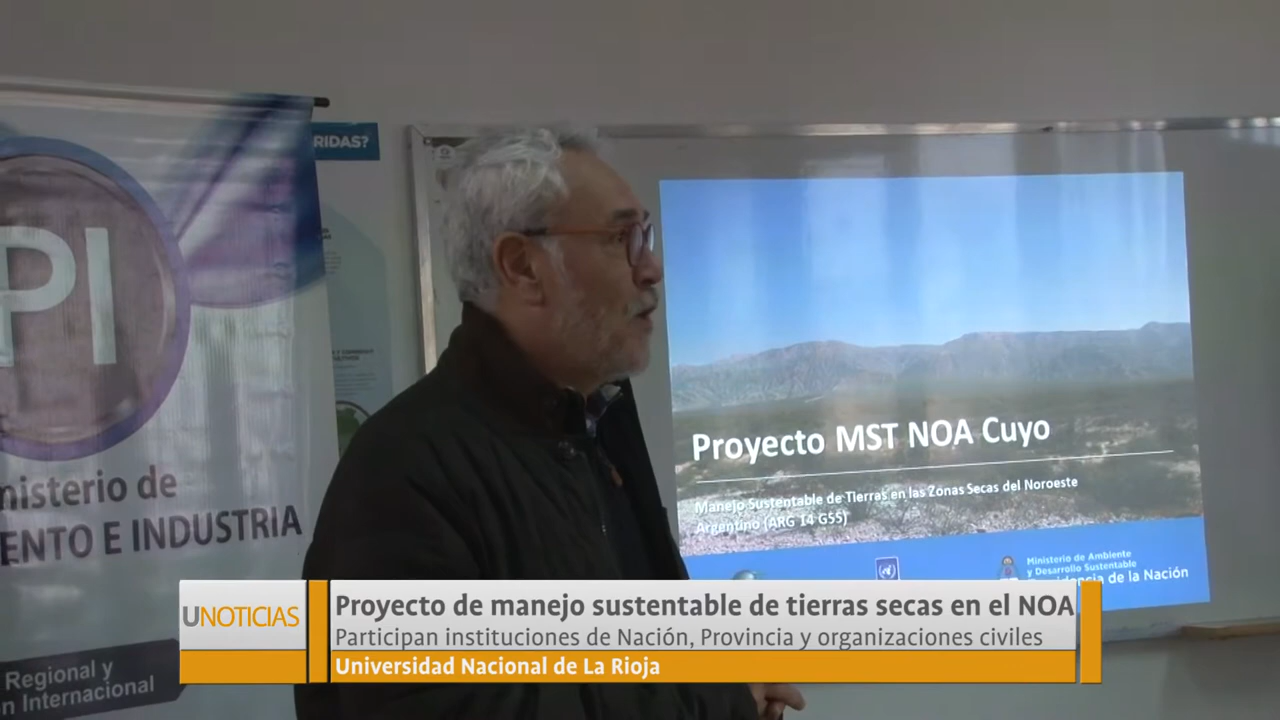 RIDAS?
PI
nisterio de
ENTO E INDUSTRIA
Regional y
n Internacional
Proyecto MST NOA Cuyo
Manejo Sustentable de Tierras en las Zonas Secas del Noroeste
Argentino (ARG 14 G55)
Ministerio de Ambiente
y Desarrollo Sustentable
de la Nación
UNOTICIAS
Proyecto de manejo sustentable de tierras secas en el NOA
Participan instituciones de Nación, Provincia y organizaciones civiles
Universidad Nacional de La Rioja